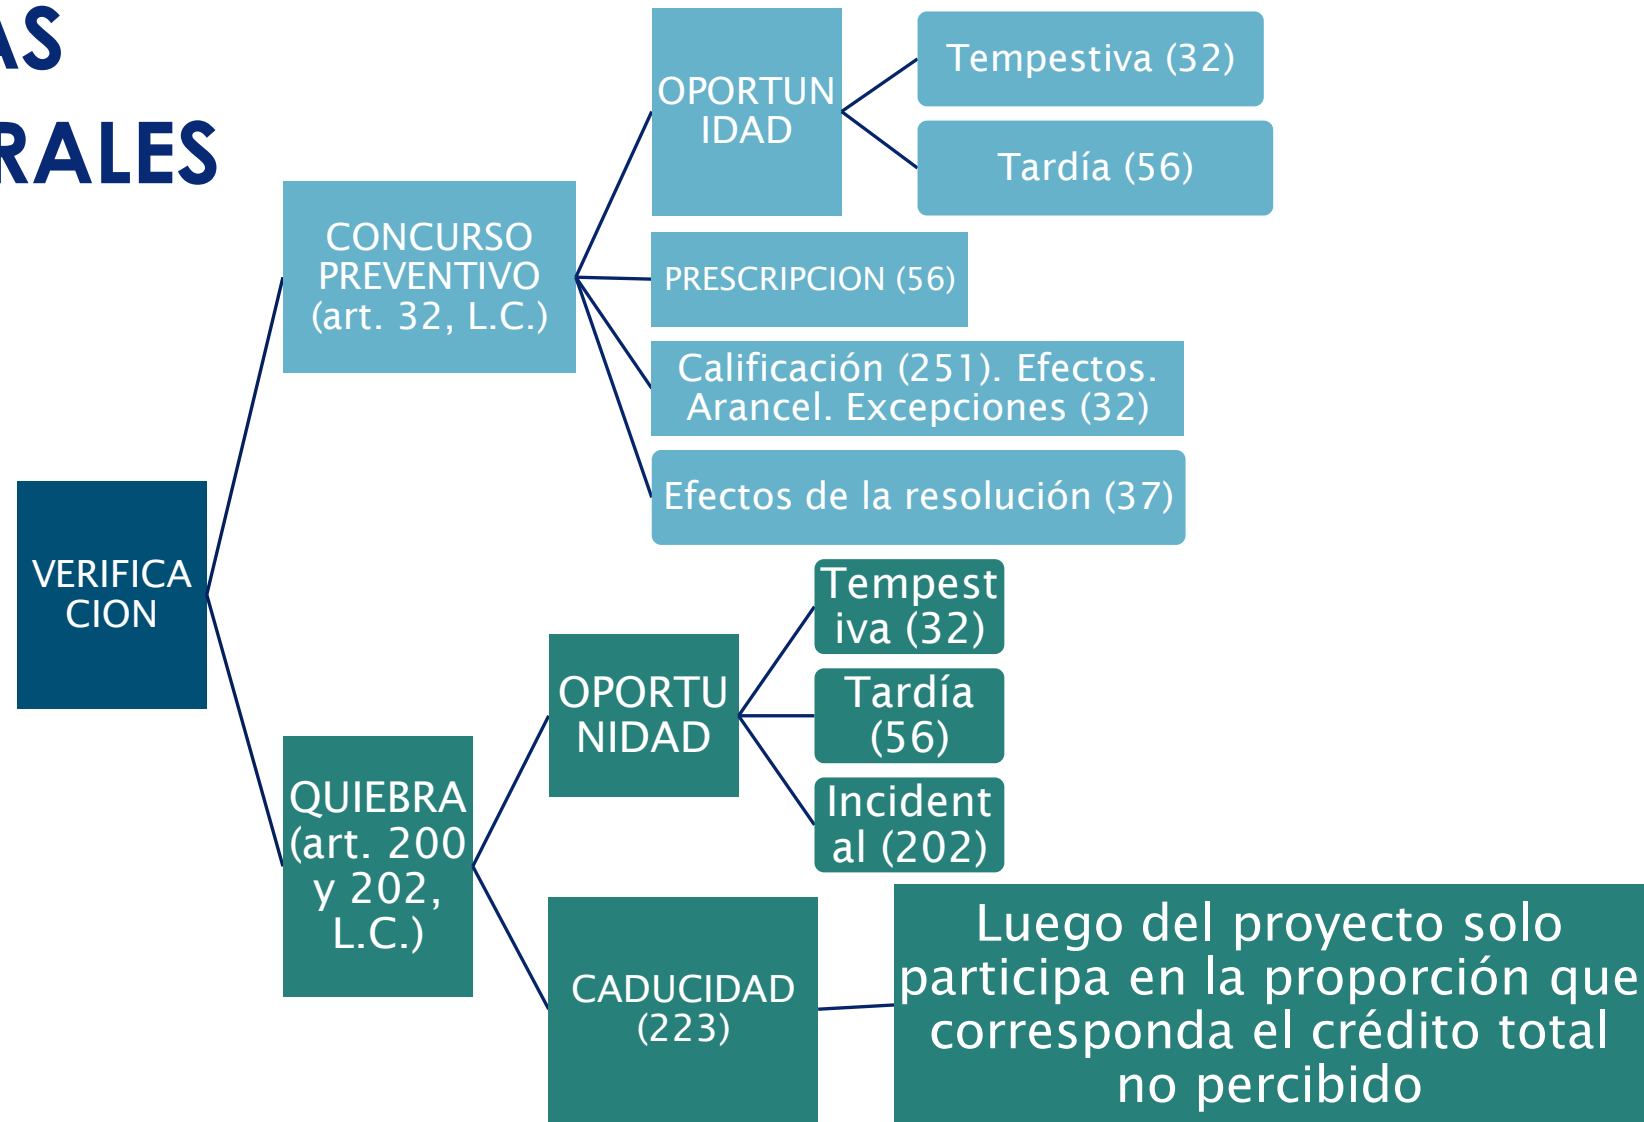 AS
RALES
VERIFICA
CION
CONCURSO
PREVENTIVO
(art. 32, L.C.)
OPORTUN
IDAD
Tempestiva (32)
Tardía (56)
PRESCRIPCION (56)
Calificación (251). Efectos.
Arancel. Excepciones (32)
Efectos de la resolución (37)
QUIEBRA
(art. 200
y 202,
L.C.)
OPORTU
NIDAD
Tempest
iva (32)
Tardía
(56)
Incident
al (202)
CADUCIDAD
(223)
Luego del proyecto solo
participa en la proporción que
corresponda el crédito total
no percibido